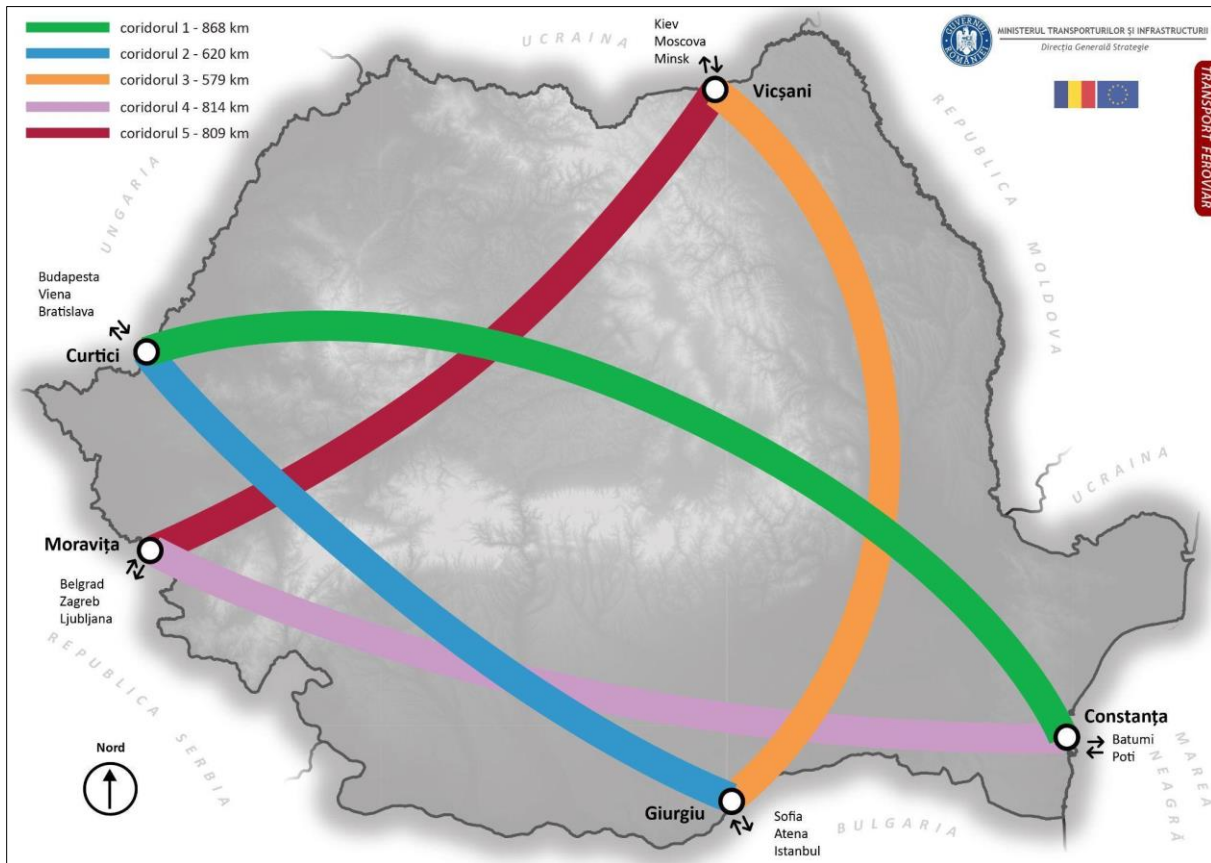 coridorul 1 - 868 km
coridorul 2 - 620 km
coridorul 3 - 579 km
coridorul 4 - 814 km
coridorul 5 - 809 km
UCRAINA
Kiev
Moscova
Minsk
Vicșani
GUVERNUL ROMÂNIEI
MINISTERUL TRANSPORTURILOR ȘI INFRASTRUCTURII
Direcția Generală Strategie
TRANSPORT FEROVIAR
REPUBLICA MOLDOVA
UNGARIA
Budapesta
Viena
Bratislava
Curtici
UCRAINA
Moravița
Belgrad
Zagreb
Ljubljana
REPUBLICA SERBIA
Constanța
Batumi
Poti
MAREA
NEAGRĂ
Nord
Giurgiu
Sofia
Atena
Istanbul
BULGARIA